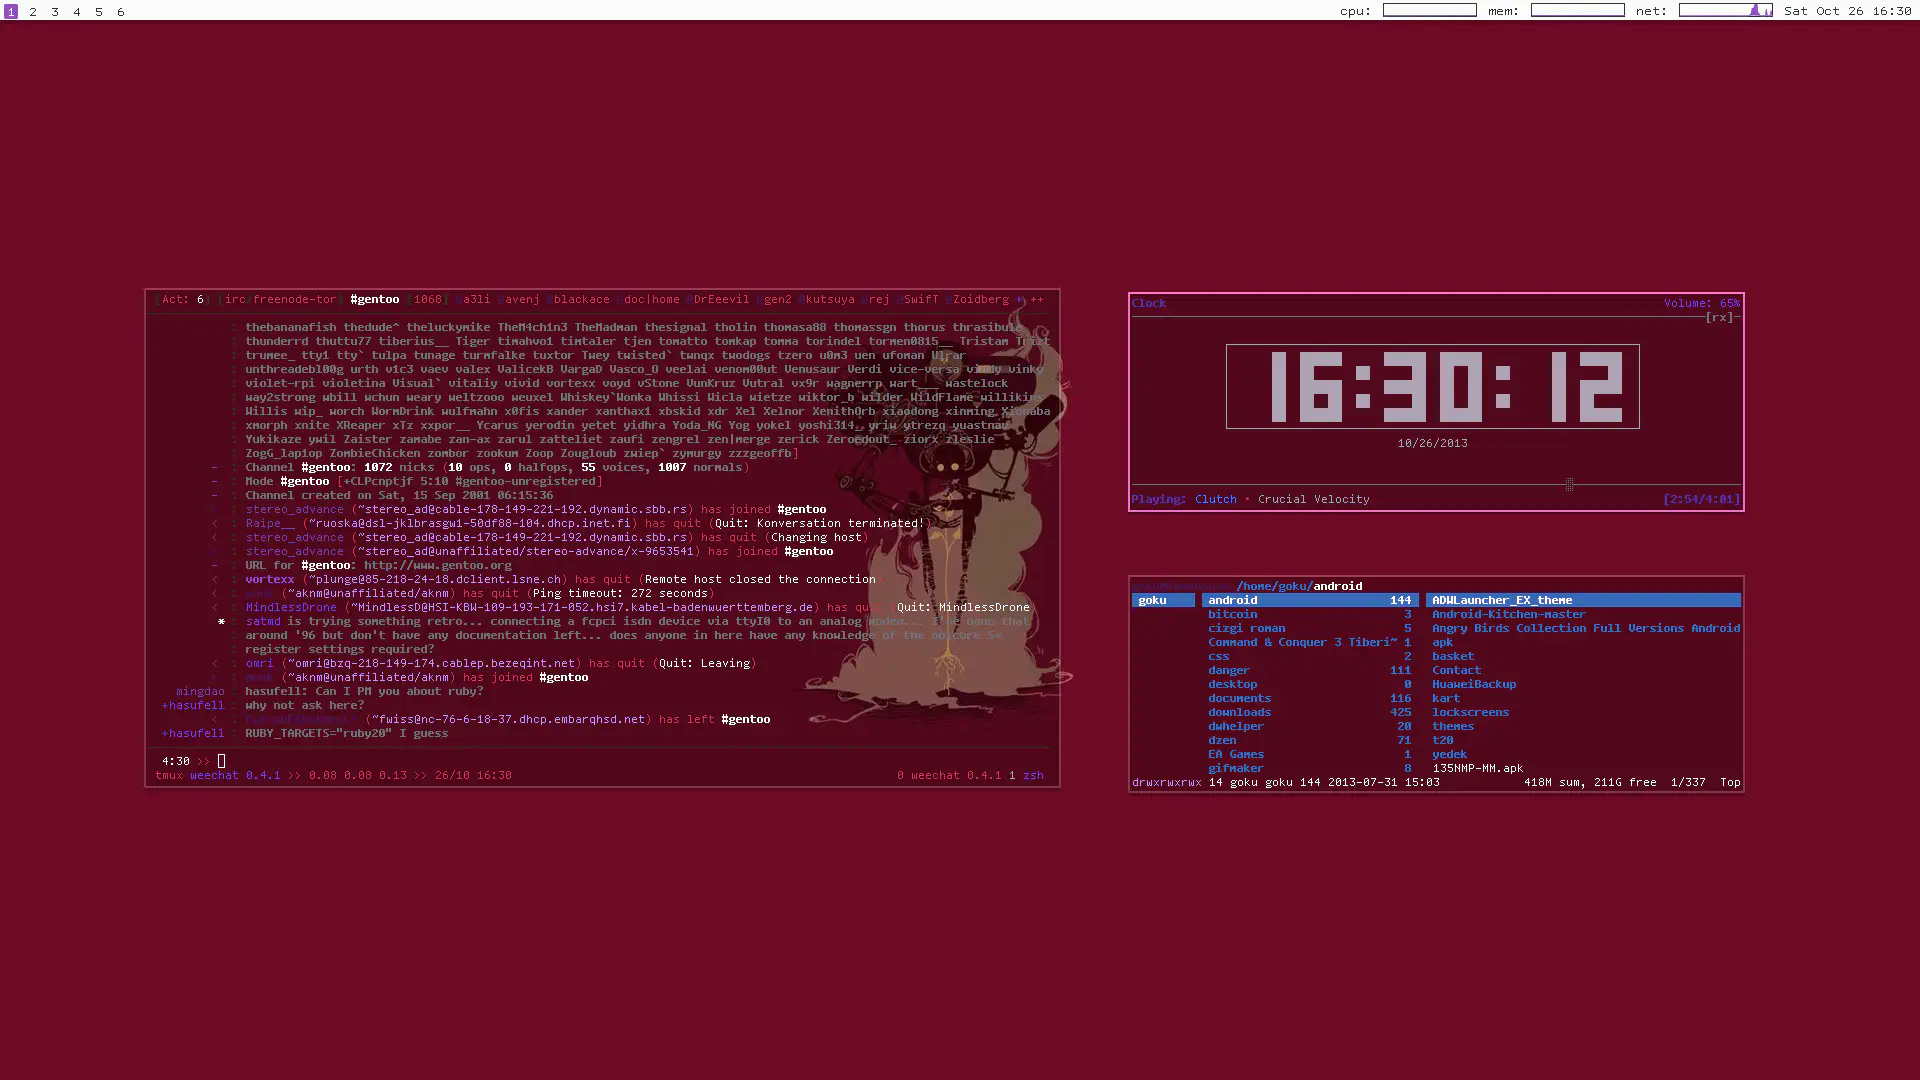 1 2 3 4 5 6 cpu: mem: net: Sat Oct 26 16:30
[Act: 6] [irc/freenode-tor] #gentoo [1068] a3li avenj blackace doc|home DrEeevil gen2 kutsuya rej SwifT Zoidberg ++
thebananafish thedude^ theluckymike TheM4ch1n3 TheMadman thesignal tholin thomasa88 thomassgn thorus thrasibule
thunderrd thuttu77 tiberius__ Tiger timahvo1 timtaler tjen tomatto tomkap tomma torindel tormen0815__ Tristam
trumee_ tty1 tty` tulpa tunage turmfalke tuxtor Twey twisted` twnqx twodogs tzero u0m3 uen ufoman Ulrar
unthreadebl00g urth v1c3 vaev valex ValicekB VargaD Vasco_O veelai venom00ut Venusaur Verdi vice-versa vindy vinky
violet-rpi violetina Visual` vitaliy vivid vortexx voyd vStone VunKruz Vutral vx9r wagnerrp wart___ wastelock
way2strong wbill wchun weary weltzooo weuxel Whiskey`Wonka Whissi Wicla wietze wiktor_b wilder WildFlame willikins
Willis wip_ worch WormDrink wulfmahn x0fis xander xanthax1 xbskid xdr Xel Xelnor XenithOrb xiaodong xinming Xidhaba
xmorph xnite XReaper xTz xxpor__ Ycarus yerodin yetet yidhra Yoda_NG Yog yokel yoshi314_ yriw ytrezq yuastnav
Yukikaze ywil Zaister zamabe zan-ax zarul zatteliet zaufi zengrel zen|merge zerick Zeroedout_ ziorx zleslie
ZogG_lap1op ZombieChicken zombor zookum Zoop Zougloub zwiep` zymurgy zzzgeoffb]
- Channel #gentoo: 1072 nicks (10 ops, 0 halfops, 55 voices, 1007 normals)
- Mode #gentoo [+CLPcnptjf 5:10 #gentoo-unregistered]
- Channel created on Sat, 15 Sep 2001 06:15:36
stereo_advance (~stereo_ad@cable-178-149-221-192.dynamic.sbb.rs) has joined #gentoo
< Raipe__ (~ruoska@dsl-jklbrasgw1-50df88-104.dhcp.inet.fi) has quit (Quit: Konversation terminated!)
< stereo_advance (~stereo_ad@cable-178-149-221-192.dynamic.sbb.rs) has quit (Changing host)
stereo_advance (~stereo_ad@unaffiliated/stereo-advance/x-9653541) has joined #gentoo
- URL for #gentoo: http://www.gentoo.org
< vortexx (~plunge@85-218-24-18.dclient.lsne.ch) has quit (Remote host closed the connection
< (~aknm@unaffiliated/aknm) has quit (Ping timeout: 272 seconds)
< MindlessDrone (~MindlessD@HSI-KBW-109-193-171-052.hsi7.kabel-badenwuerttemberg.de) has quit (Quit: MindlessDrone)
* satmd is trying something retro... connecting a fcpci isdn device via ttyI0 to an analog modem... I've done that
around '96 but don't have any documentation left... does anyone in here have any knowledge of the obscure S<
register settings required?
< omri (~omri@bzq-218-149-174.cablep.bezeqint.net) has quit (Quit: Leaving)
(~aknm@unaffiliated/aknm) has joined #gentoo
mingdao hasufell: Can I PM you about ruby?
+hasufell why not ask here?
< (~fwiss@nc-76-6-18-37.dhcp.embarqhsd.net) has left #gentoo
+hasufell RUBY_TARGETS="ruby20" I guess
4:30 >>
tmux weechat 0.4.1 >> 0.08 0.08 0.13 >> 26/10 16:30 0 weechat 0.4.1 1 zsh
Clock Volume: 65%
[rx]
16:30:12
10/26/2013
Playing: Clutch • Crucial Velocity [2:54/4:01]
/home/goku/android
goku android 144 ADWLauncher_EX_theme
bitcoin 3 Android-Kitchen-master
cizgi roman 5 Angry Birds Collection Full Versions Android
Command & Conquer 3 Tiberi~ 1 apk
css 2 basket
danger 111 Contact
desktop 0 HuaweiBackup
documents 116 kart
downloads 425 lockscreens
dwhelper 20 themes
dzen 71 t20
EA Games 1 yedek
gifmaker 8 135NMP-MM.apk
drwxrwxrwx 14 goku goku 144 2013-07-31 15:03 418M sum, 211G free 1/337 Top